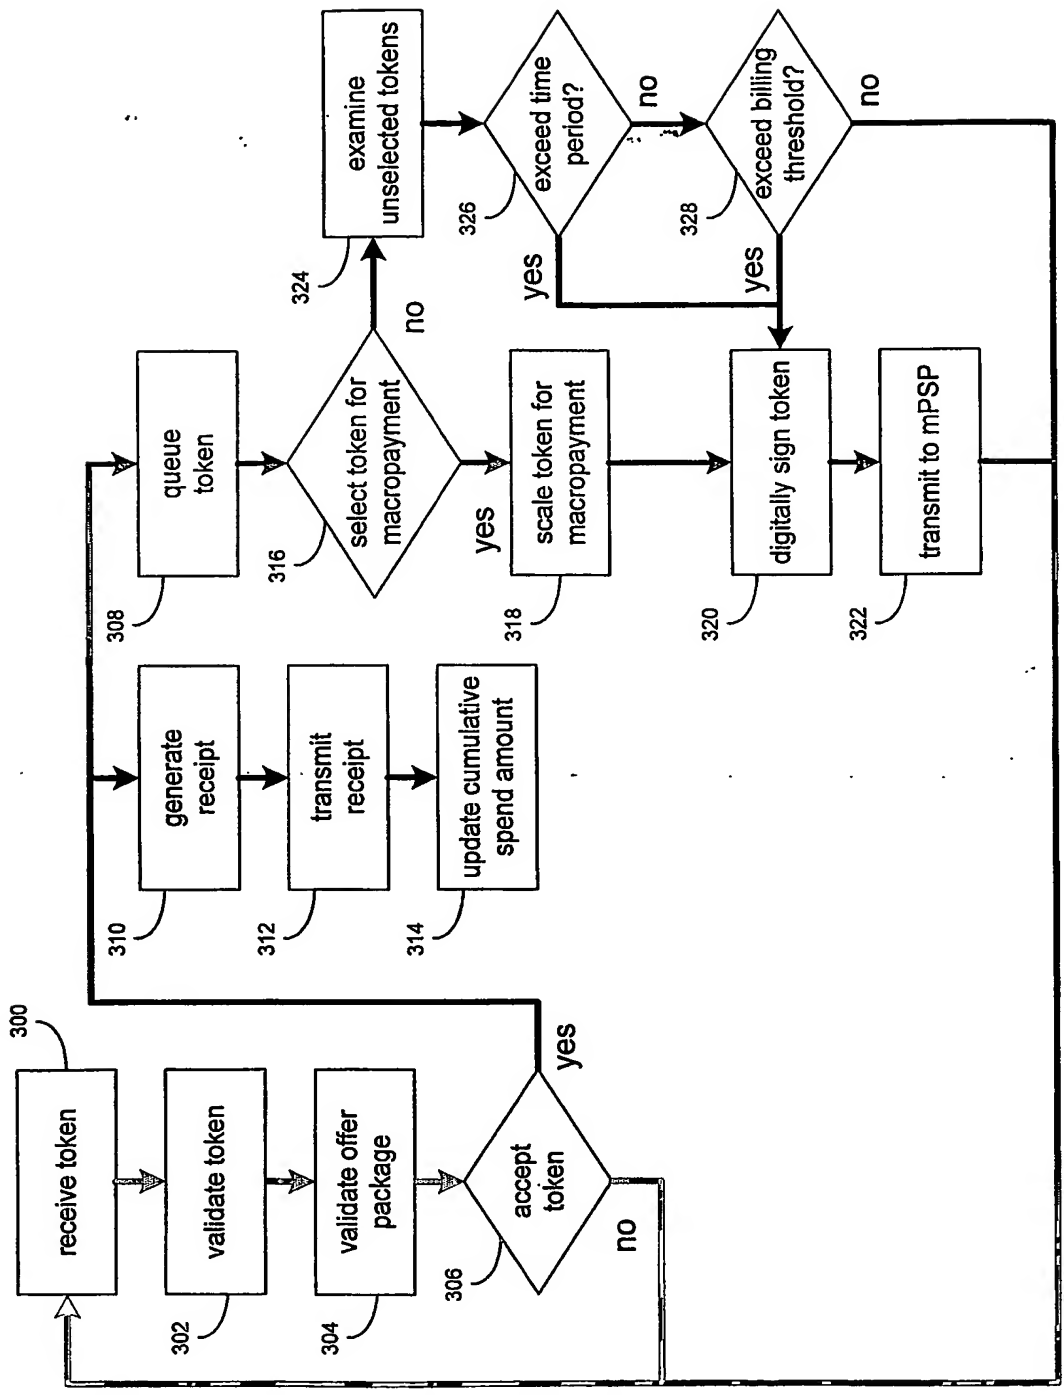 300
receive token
302
validate token
304
validate offer
package
306
accept
token
yes
no
310
generate
receipt
312
transmit
receipt
314
update cumulative
spend amount
308
queue
token
316
select token for
macropayment
yes
no
318
scale token for
macropayment
320
digitally sign token
322
transmit to mPSP
324
examine
unselected tokens
326
exceed time
period?
yes
no
328
exceed billing
threshold?
yes
no